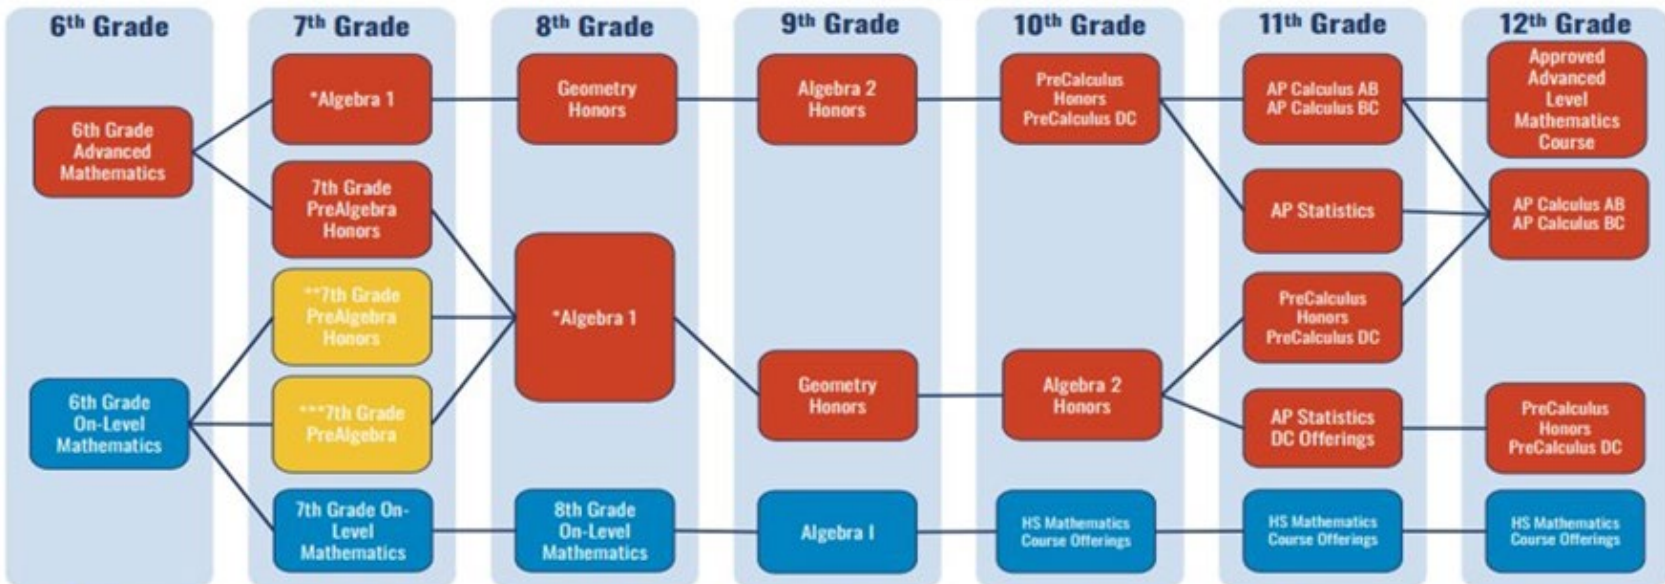 6th Grade
7th Grade
8th Grade
9th Grade
10th Grade
11th Grade
12th Grade
6th Grade
Advanced
Mathematics
6th Grade
On-Level
Mathematics
*Algebra 1
7th Grade
PreAlgebra
Honors
**7th Grade
PreAlgebra
Honors
***7th Grade
PreAlgebra
7th Grade On-
Level
Mathematics
Geometry
Honors
*Algebra 1
8th Grade
On-Level
Mathematics
Algebra 2
Honors
Geometry
Honors
Algebra I
PreCalculus
Honors
PreCalculus DC
Algebra 2
Honors
HS Mathematics
Course Offerings
AP Calculus AB
AP Calculus BC
AP Statistics
PreCalculus
Honors
PreCalculus DC
AP Statistics
DC Offerings
HS Mathematics
Course Offerings
Approved
Advanced
Level
Mathematics
Course
AP Calculus AB
AP Calculus BC
PreCalculus
Honors
PreCalculus DC
HS Mathematics
Course Offerings